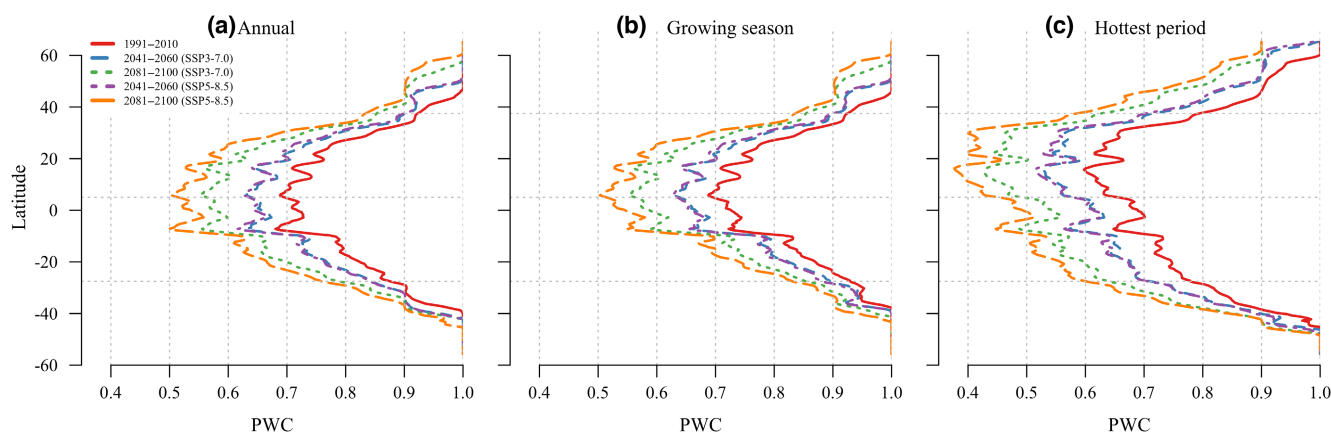 (a) Annual
(b) Growing season
(c) Hottest period
1991−2010
2041−2060 (SSP3-7.0)
2081−2100 (SSP3-7.0)
2041−2060 (SSP5-8.5)
2081−2100 (SSP5-8.5)
Latitude
60
40
20
0
-20
-40
-60
0.4 0.5 0.6 0.7 0.8 0.9 1.0
0.4 0.5 0.6 0.7 0.8 0.9 1.0
0.4 0.5 0.6 0.7 0.8 0.9 1.0
PWC
PWC
PWC